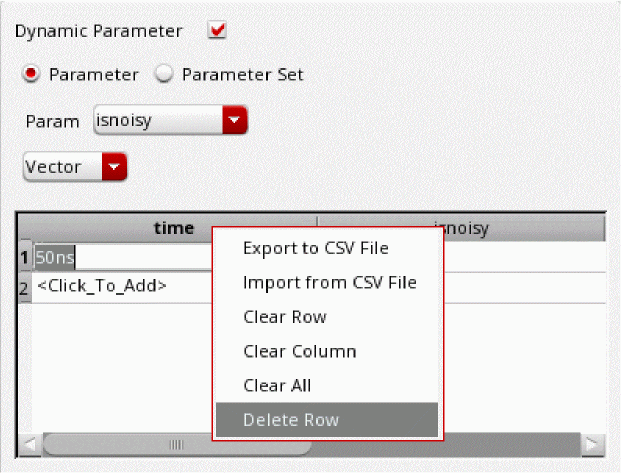 Dynamic Parameter
Parameter Parameter Set
Param isnoisy
Vector
time isnoisy
1 50ns
2 <Click_To_Add>
Export to CSV File
Import from CSV File
Clear Row
Clear Column
Clear All
Delete Row